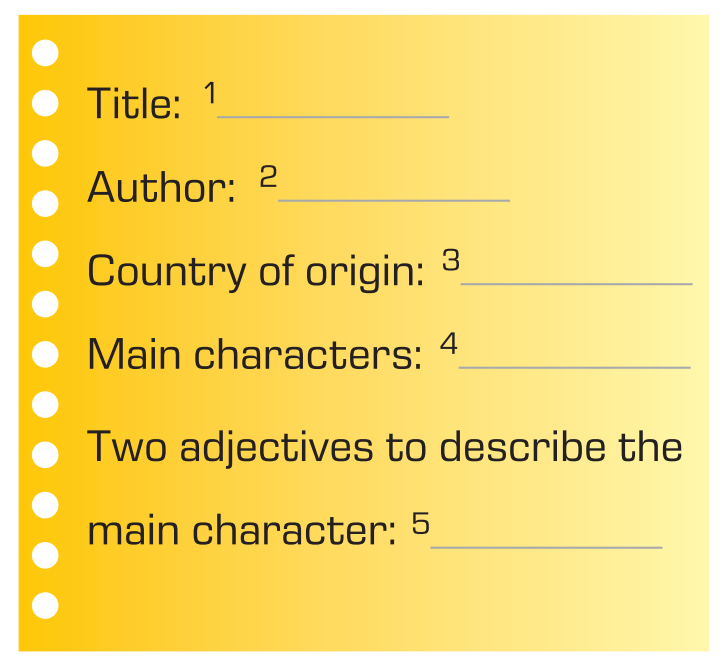 Title: 1
Author: 2
Country of origin: 3
Main characters: 4
Two adjectives to describe the
main character: 5